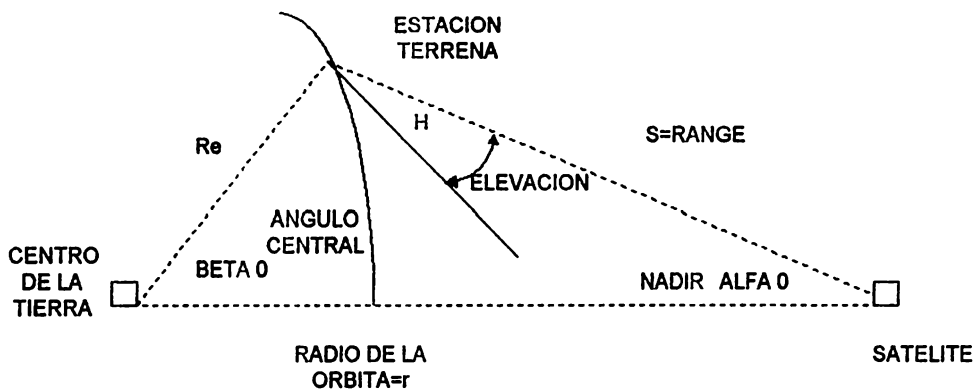 ESTACION
TERRENA
H
Re
S=RANGE
ELEVACION
ANGULO
CENTRAL
CENTRO
DE LA
TIERRA
BETA 0
NADIR ALFA 0
RADIO DE LA
ORBITA=r
SATELITE